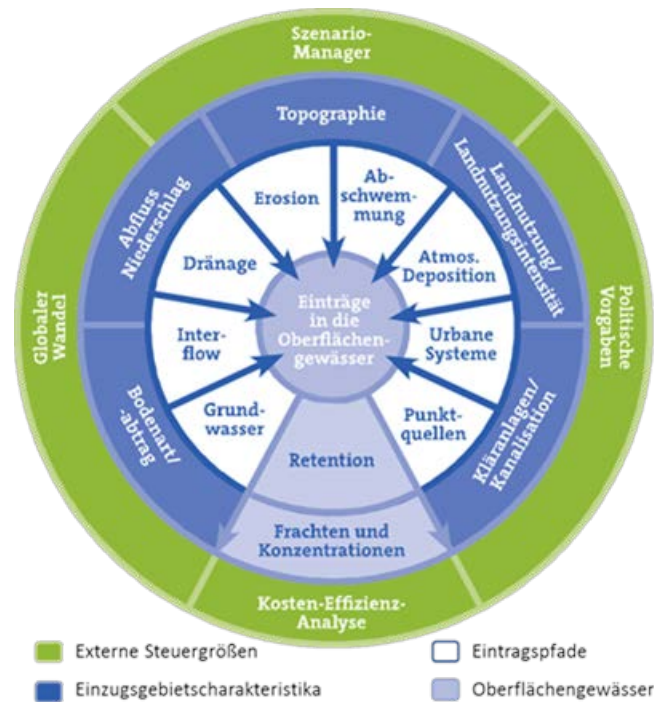 Szenario-
Manager
Topographie
Landnutzung/
Landnutzungsintensität
Abfluss
Niederschlag
Erosion
Ab-
schwem-
mung
Dränage
Atmos.
Deposition
Globaler
Wandel
Politische
Vorgaben
Einträge
in die
Oberflächen-
gewässer
Inter-
flow
Urbane
Systeme
Grund-
wasser
Punkt-
quellen
Bodenart/
-abtrag
Kläranlagen/
Kanalisation
Retention
Frachten und
Konzentrationen
Kosten-Effizienz-
Analyse
Externe Steuergrößen
Eintragspfade
Einzugsgebietscharakteristika
Oberflächengewässer